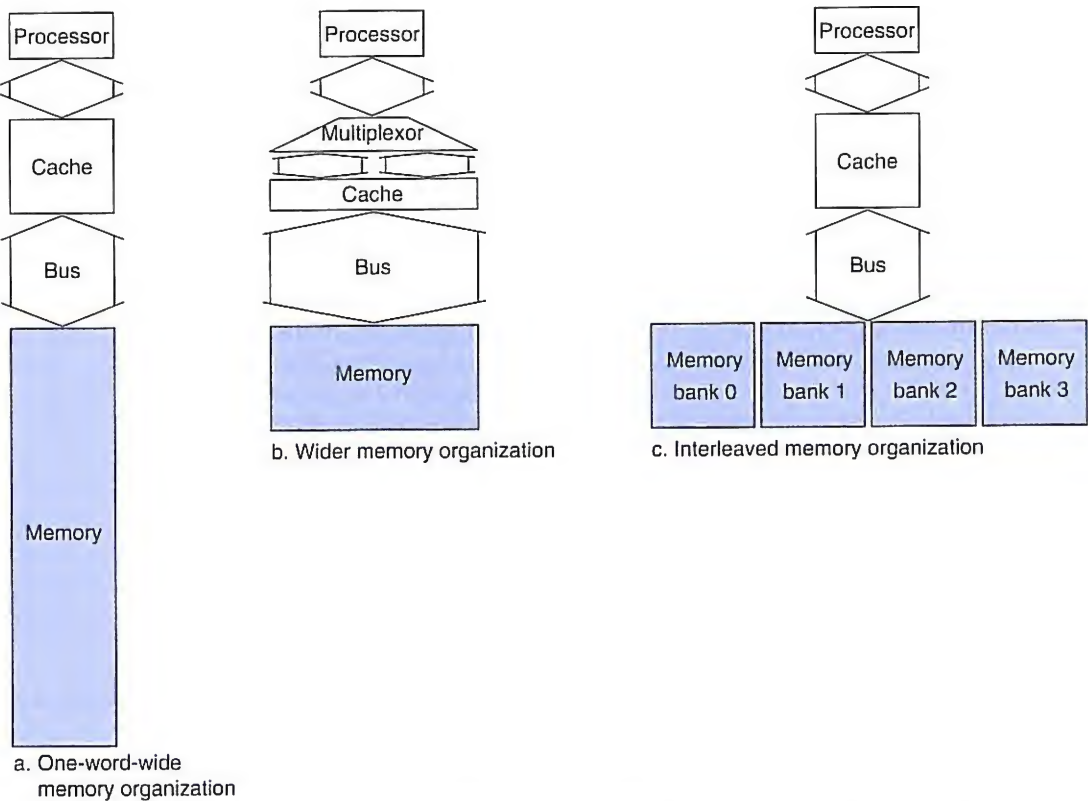 Processor
Cache
Bus
Memory
a. One-word-wide
memory organization
Processor
Multiplexor
Cache
Bus
Memory
b. Wider memory organization
Processor
Cache
Bus
Memory
bank 0
Memory
bank 1
Memory
bank 2
Memory
bank 3
c. Interleaved memory organization